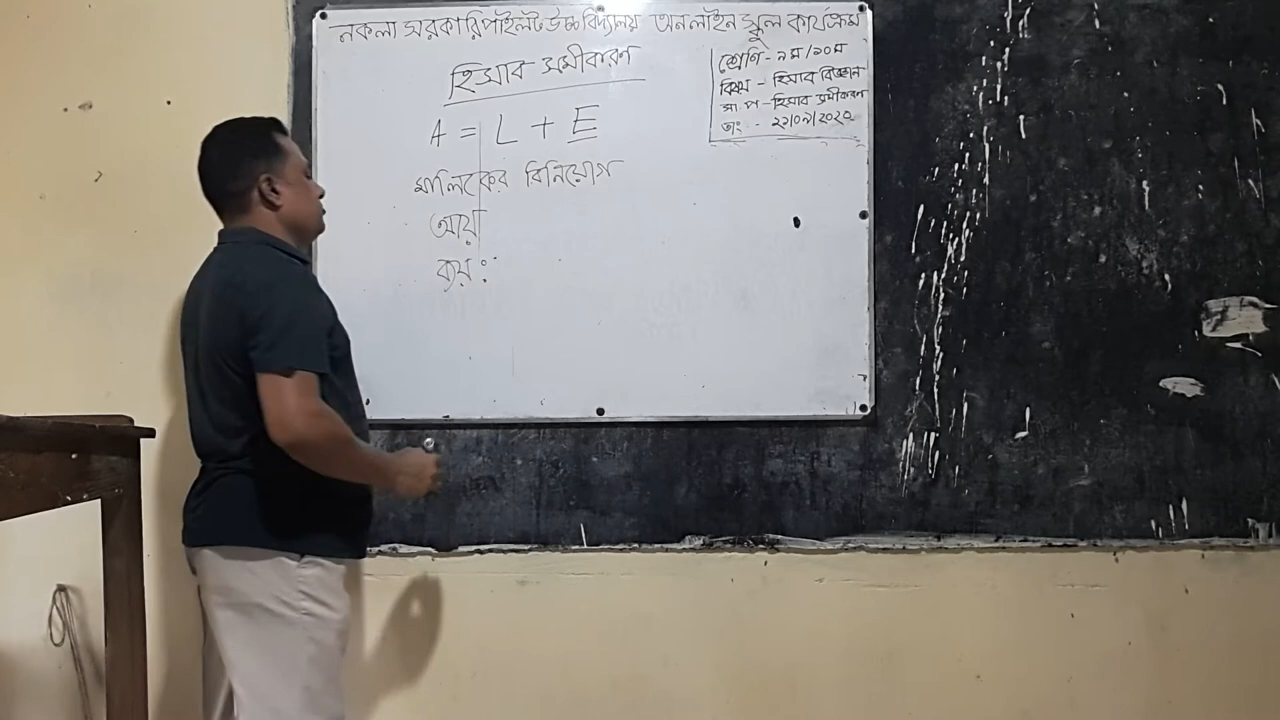 নকলা সরকারি পাইলট উচ্চ বিদ্যালয় অনলাইন স্কুল কার্যক্রম
হিসাব সমীকরণ
A = L + E
মালিকের বিনিয়োগ
আয়
ব্যয় :
শ্রেণি - ৯ম/১০ম
বিষয় - হিসাব বিজ্ঞান
সা. প - হিসাব সমীকরণ
তাং -